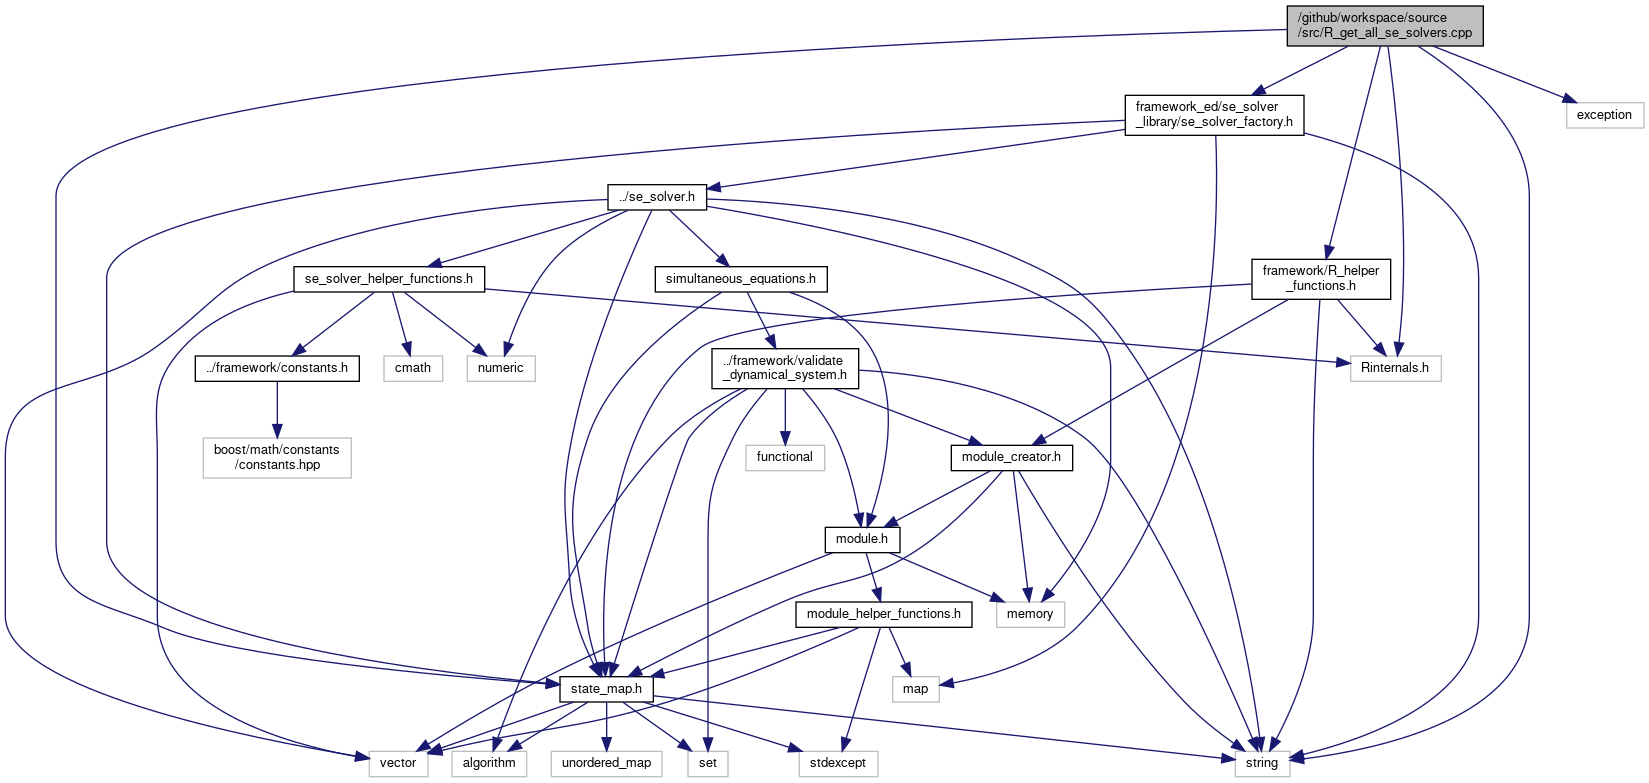 /github/workspace/source
/src/R_get_all_se_solvers.cpp
framework_ed/se_solver
_library/se_solver_factory.h
exception
../se_solver.h
framework/R_helper
_functions.h
se_solver_helper_functions.h
simultaneous_equations.h
../framework/constants.h
cmath
numeric
../framework/validate
_dynamical_system.h
Rinternals.h
boost/math/constants
/constants.hpp
functional
module_creator.h
module.h
module_helper_functions.h
memory
state_map.h
map
vector
algorithm
unordered_map
set
stdexcept
string